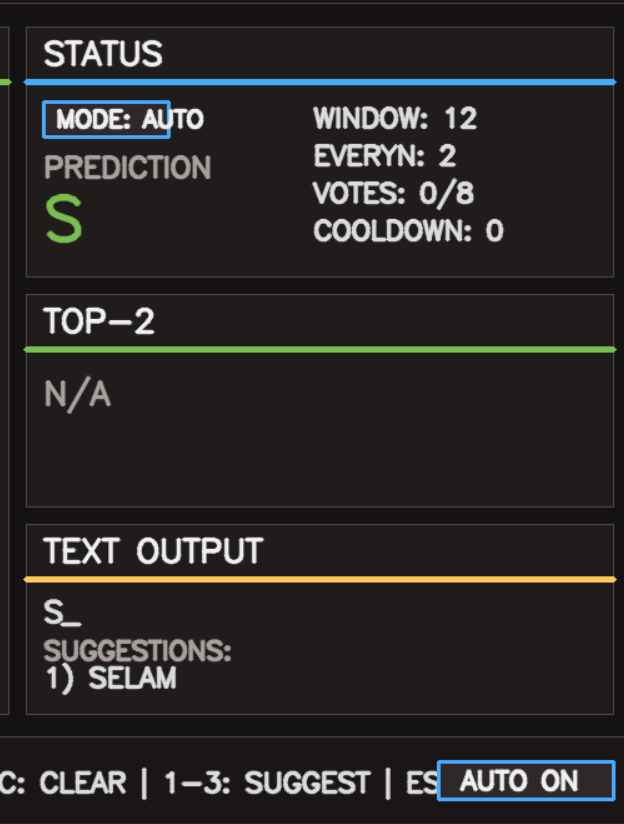 STATUS
MODE: AUTO
PREDICTION
S
WINDOW: 12
EVERYN: 2
VOTES: 0/8
COOLDOWN: 0
TOP-2
N/A
TEXT OUTPUT
S_
SUGGESTIONS:
1) SELAM
C: CLEAR | 1-3: SUGGEST | ES AUTO ON